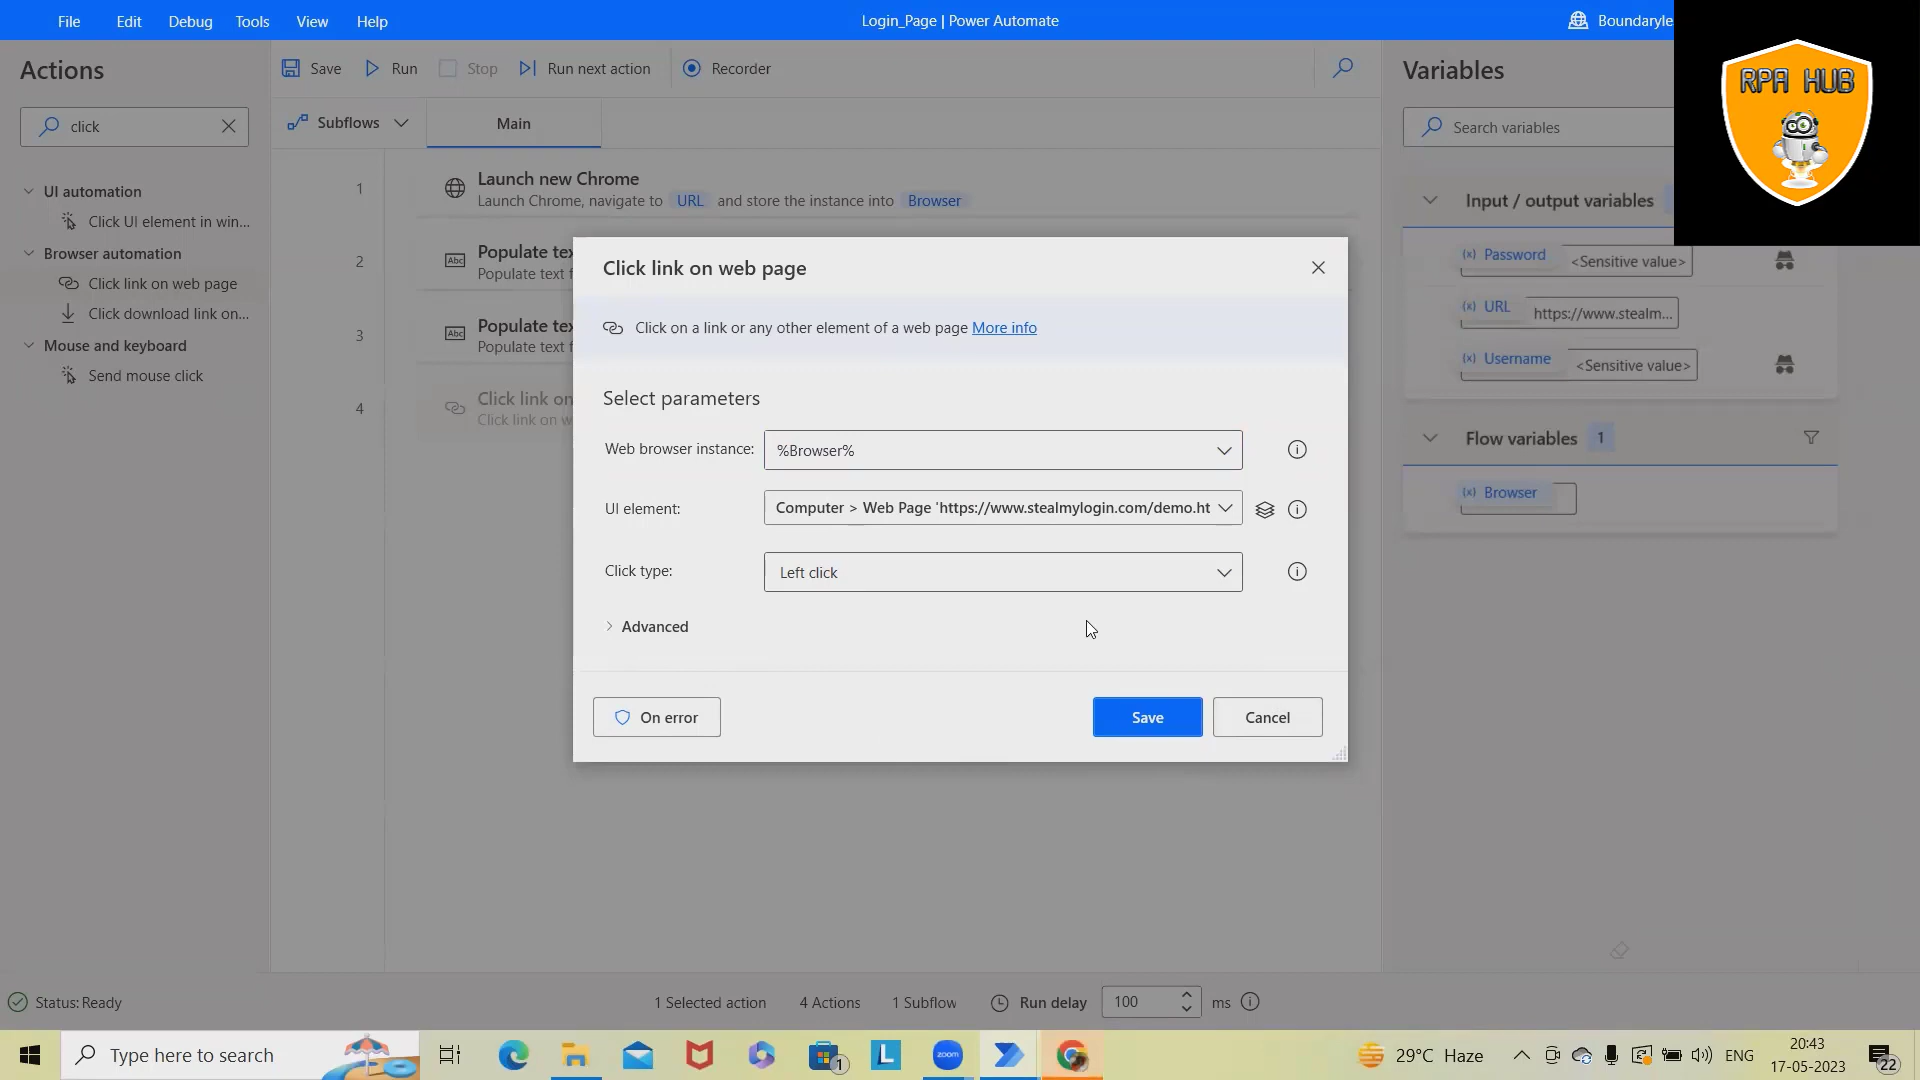 File Edit Debug Tools View Help
Login_Page | Power Automate
Boundaryle
RPA HUB
Actions
click
UI automation
Click UI element in win...
Browser automation
Click link on web page
Click download link on...
Mouse and keyboard
Send mouse click
Save Run Stop Run next action Recorder
Subflows Main
1 Launch new Chrome
Launch Chrome, navigate to URL and store the instance into Browser
2 Populate tex
Populate text f
3 Populate tex
Populate text f
4 Click link on
Click link on w
Click link on web page
Click on a link or any other element of a web page More info
Select parameters
Web browser instance: %Browser%
UI element: Computer > Web Page 'https://www.stealmylogin.com/demo.ht
Click type: Left click
Advanced
On error Save Cancel
Variables
Search variables
Input / output variables
(x) Password <Sensitive value>
(x) URL https://www.stealm...
(x) Username <Sensitive value>
Flow variables 1
(x) Browser
Status: Ready 1 Selected action 4 Actions 1 Subflow Run delay 100 ms
Type here to search
Abc
Abc
1
L
zoom
29°C Haze ENG
20:43
17-05-2023
22